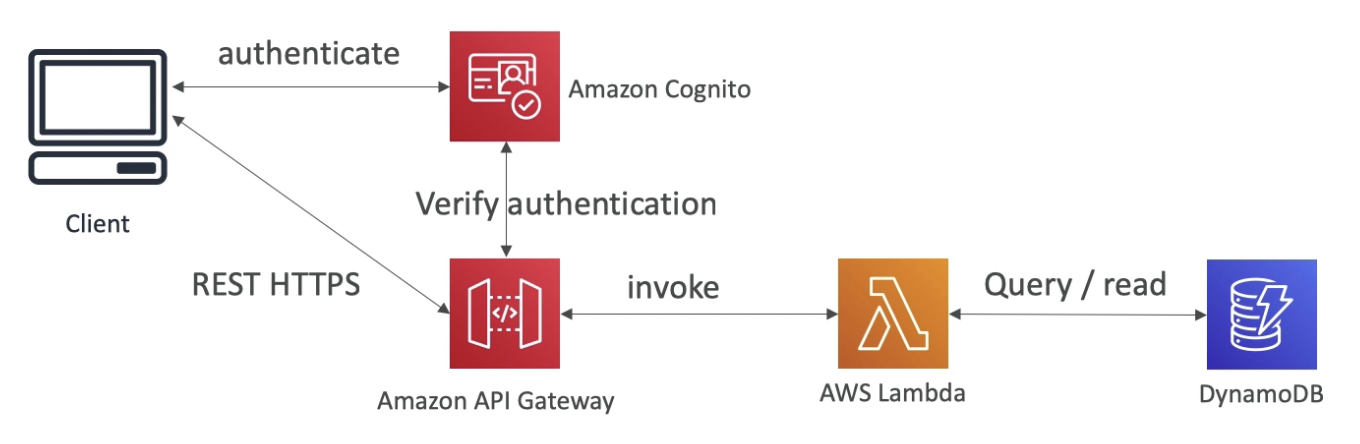 authenticate
Amazon Cognito
Client
Verify authentication
REST HTTPS
</>
invoke
Query / read
Amazon API Gateway
AWS Lambda
DynamoDB